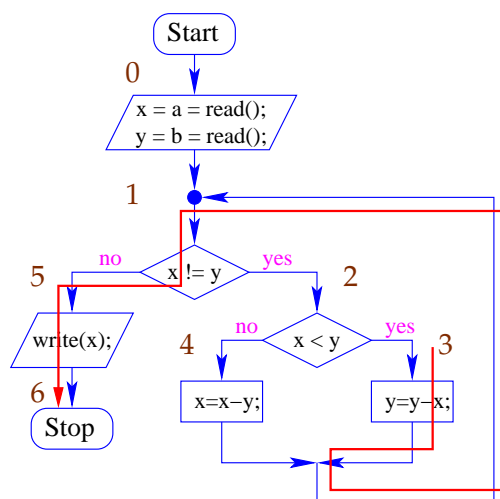 Start
0
x = a = read();
y = b = read();
1
no
x != y
yes
5
2
write(x);
4
no
x < y
yes
3
6
x=x−y;
y=y−x;
Stop